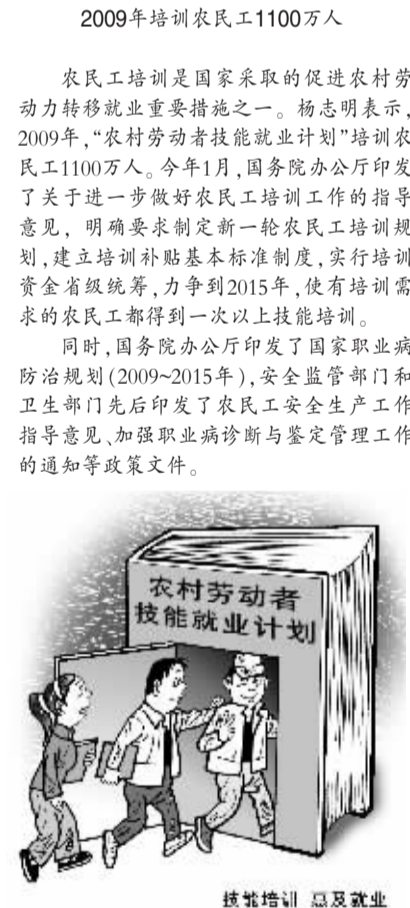 2009年培训农民工1100万人
农民工培训是国家采取的促进农村劳
动力转移就业重要措施之一。杨志明表示,
2009年,“农村劳动者技能就业计划”培训农
民工1100万人。今年1月,国务院办公厅印发
了关于进一步做好农民工培训工作的指导
意见，明确要求制定新一轮农民工培训规
划,建立培训补贴基本标准制度,实行培训
资金省级统筹,力争到2015年,使有培训需
求的农民工都得到一次以上技能培训。
同时,国务院办公厅印发了国家职业病
防治规划(2009~2015年),安全监管部门和
卫生部门先后印发了农民工安全生产工作
指导意见、加强职业病诊断与鉴定管理工作
的通知等政策文件。
农村劳动者
技能就业计划
技能培训 惠及就业